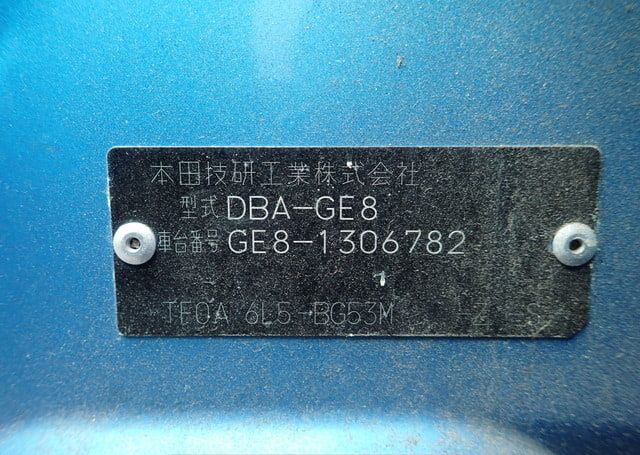 本田技研工業株式会社
型式 DBA-GE8
車台番号 GE8-1306782
TF0A 6L5-BG53M